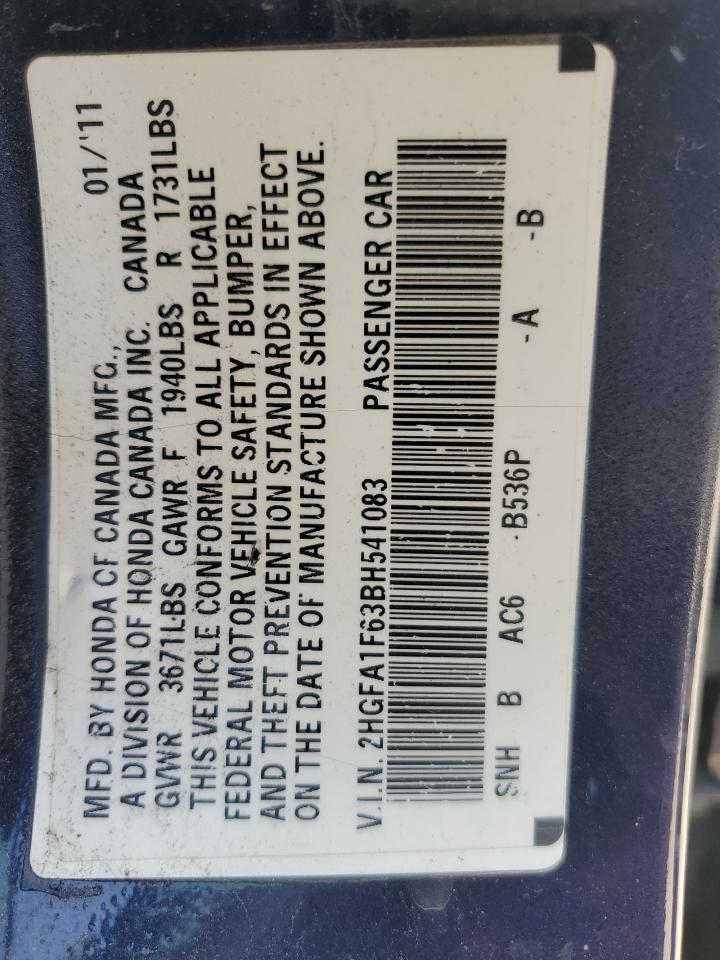 MFD. BY HONDA OF CANADA MFG., 01/'11
A DIVISION OF HONDA CANADA INC. CANADA
GVWR 3671LBS GAWR F 1940LBS R 1731LBS
THIS VEHICLE CONFORMS TO ALL APPLICABLE
FEDERAL MOTOR VEHICLE SAFETY, BUMPER,
AND THEFT PREVENTION STANDARDS IN EFFECT
ON THE DATE OF MANUFACTURE SHOWN ABOVE.
V.I.N. 2HGFA1F63BH541083 PASSENGER CAR
SNH B AC6 -B536P -A -B